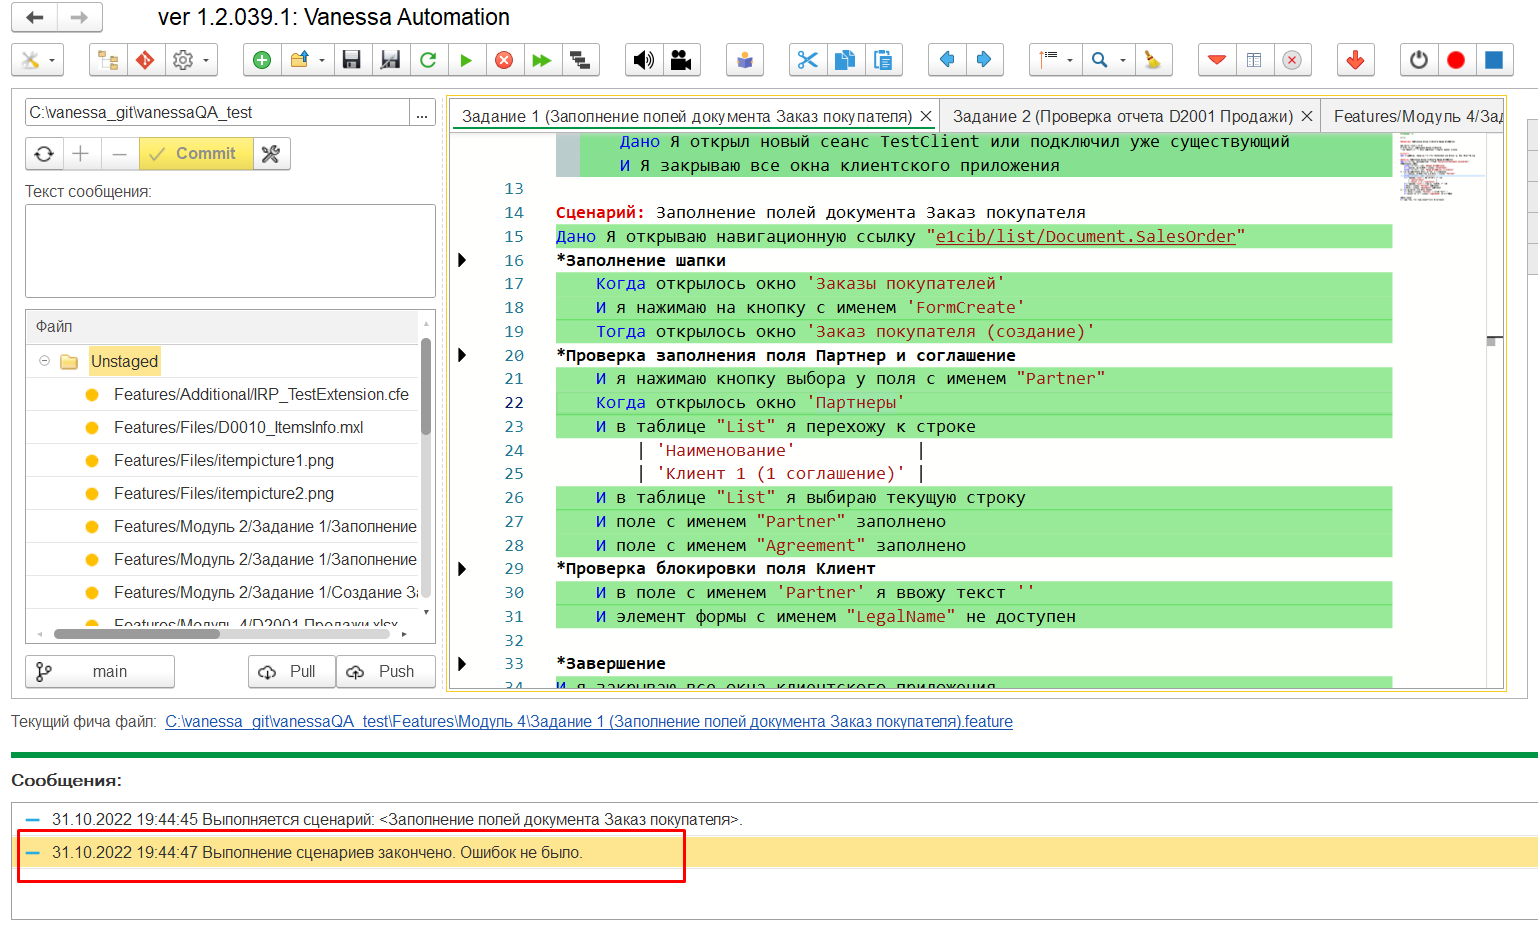 ver 1.2.039.1: Vanessa Automation
C:\vanessa_git\vanessaQA_test
...
Commit
Текст сообщения:
Файл
Unstaged
Features/Additional/IRP_TestExtension.cfe
Features/Files/D0010_ItemsInfo.mxl
Features/Files/itempicture1.png
Features/Files/itempicture2.png
Features/Модуль 2/Задание 1/Заполнение
Features/Модуль 2/Задание 1/Заполнение
Features/Модуль 2/Задание 1/Создание За
Features/Модуль 4/D2001 Продажи.xlsx
main
Pull
Push
Задание 1 (Заполнение полей документа Заказ покупателя)
Задание 2 (Проверка отчета D2001 Продажи)
Features/Модуль 4/Зад
Дано Я открыл новый сеанс TestClient или подключил уже существующий
И Я закрываю все окна клиентского приложения
13
14 Сценарий: Заполнение полей документа Заказ покупателя
15 Дано Я открываю навигационную ссылку "e1cib/list/Document.SalesOrder"
16 *Заполнение шапки
17 Когда открылось окно 'Заказы покупателей'
18 И я нажимаю на кнопку с именем 'FormCreate'
19 Тогда открылось окно 'Заказ покупателя (создание)'
20 *Проверка заполнения поля Партнер и соглашение
21 И я нажимаю кнопку выбора у поля с именем "Partner"
22 Когда открылось окно 'Партнеры'
23 И в таблице "List" я перехожу к строке
24 | 'Наименование' |
25 | 'Клиент 1 (1 соглашение)' |
26 И в таблице "List" я выбираю текущую строку
27 И поле с именем "Partner" заполнено
28 И поле с именем "Agreement" заполнено
29 *Проверка блокировки поля Клиент
30 И в поле с именем 'Partner' я ввожу текст ''
31 И элемент формы с именем "LegalName" не доступен
32
33 *Завершение
34 И я закрываю все окна клиентского приложения
Текущий фича файл: C:\vanessa_git\vanessaQA_test\Features\Модуль 4\Задание 1 (Заполнение полей документа Заказ покупателя).feature
Сообщения:
31.10.2022 19:44:45 Выполняется сценарий: <Заполнение полей документа Заказ покупателя>.
31.10.2022 19:44:47 Выполнение сценариев закончено. Ошибок не было.